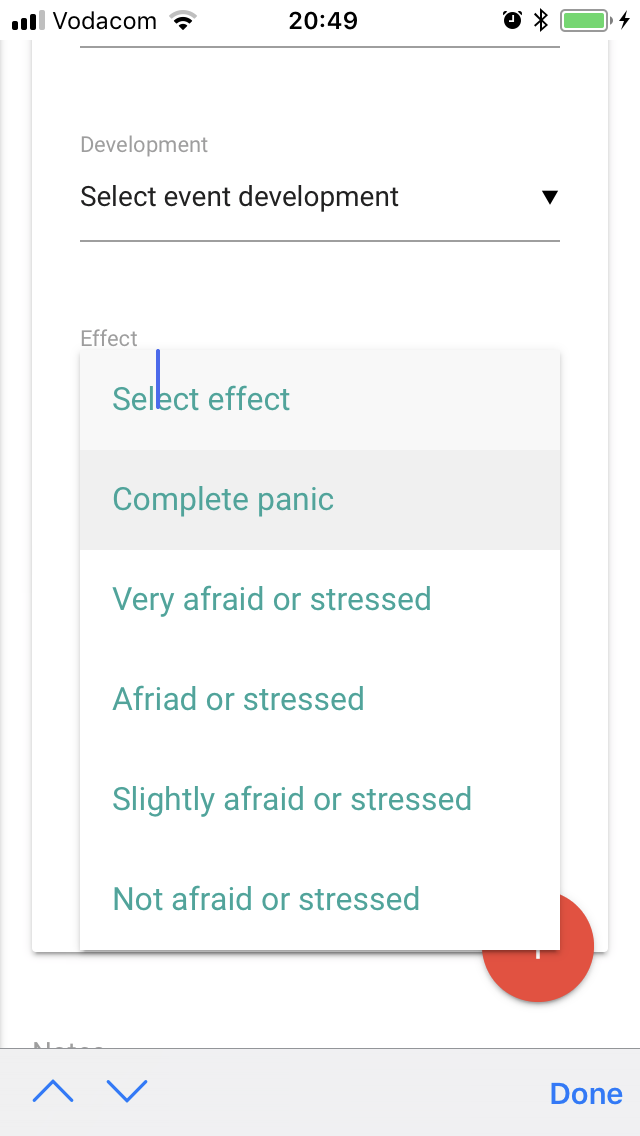 Vodacom 20:49
Development
Select event development
Effect
Select effect
Complete panic
Very afraid or stressed
Afriad or stressed
Slightly afraid or stressed
Not afraid or stressed
Done